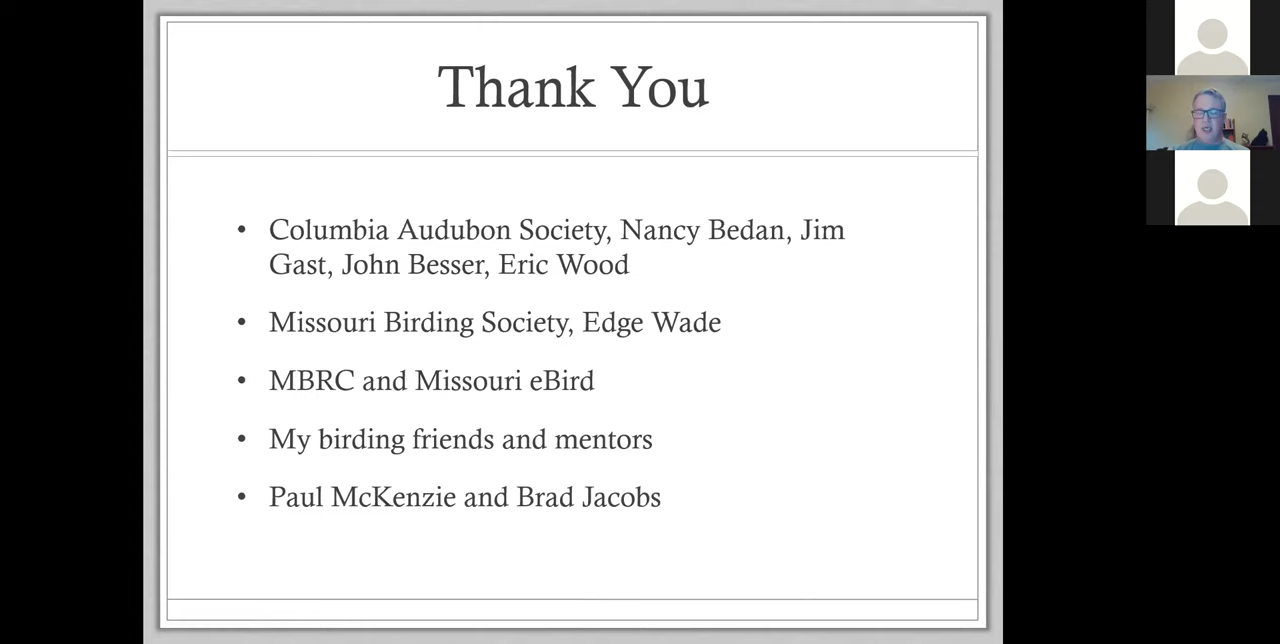 Thank You
• Columbia Audubon Society, Nancy Bedan, Jim
Gast, John Besser, Eric Wood
• Missouri Birding Society, Edge Wade
• MBRC and Missouri eBird
• My birding friends and mentors
• Paul McKenzie and Brad Jacobs